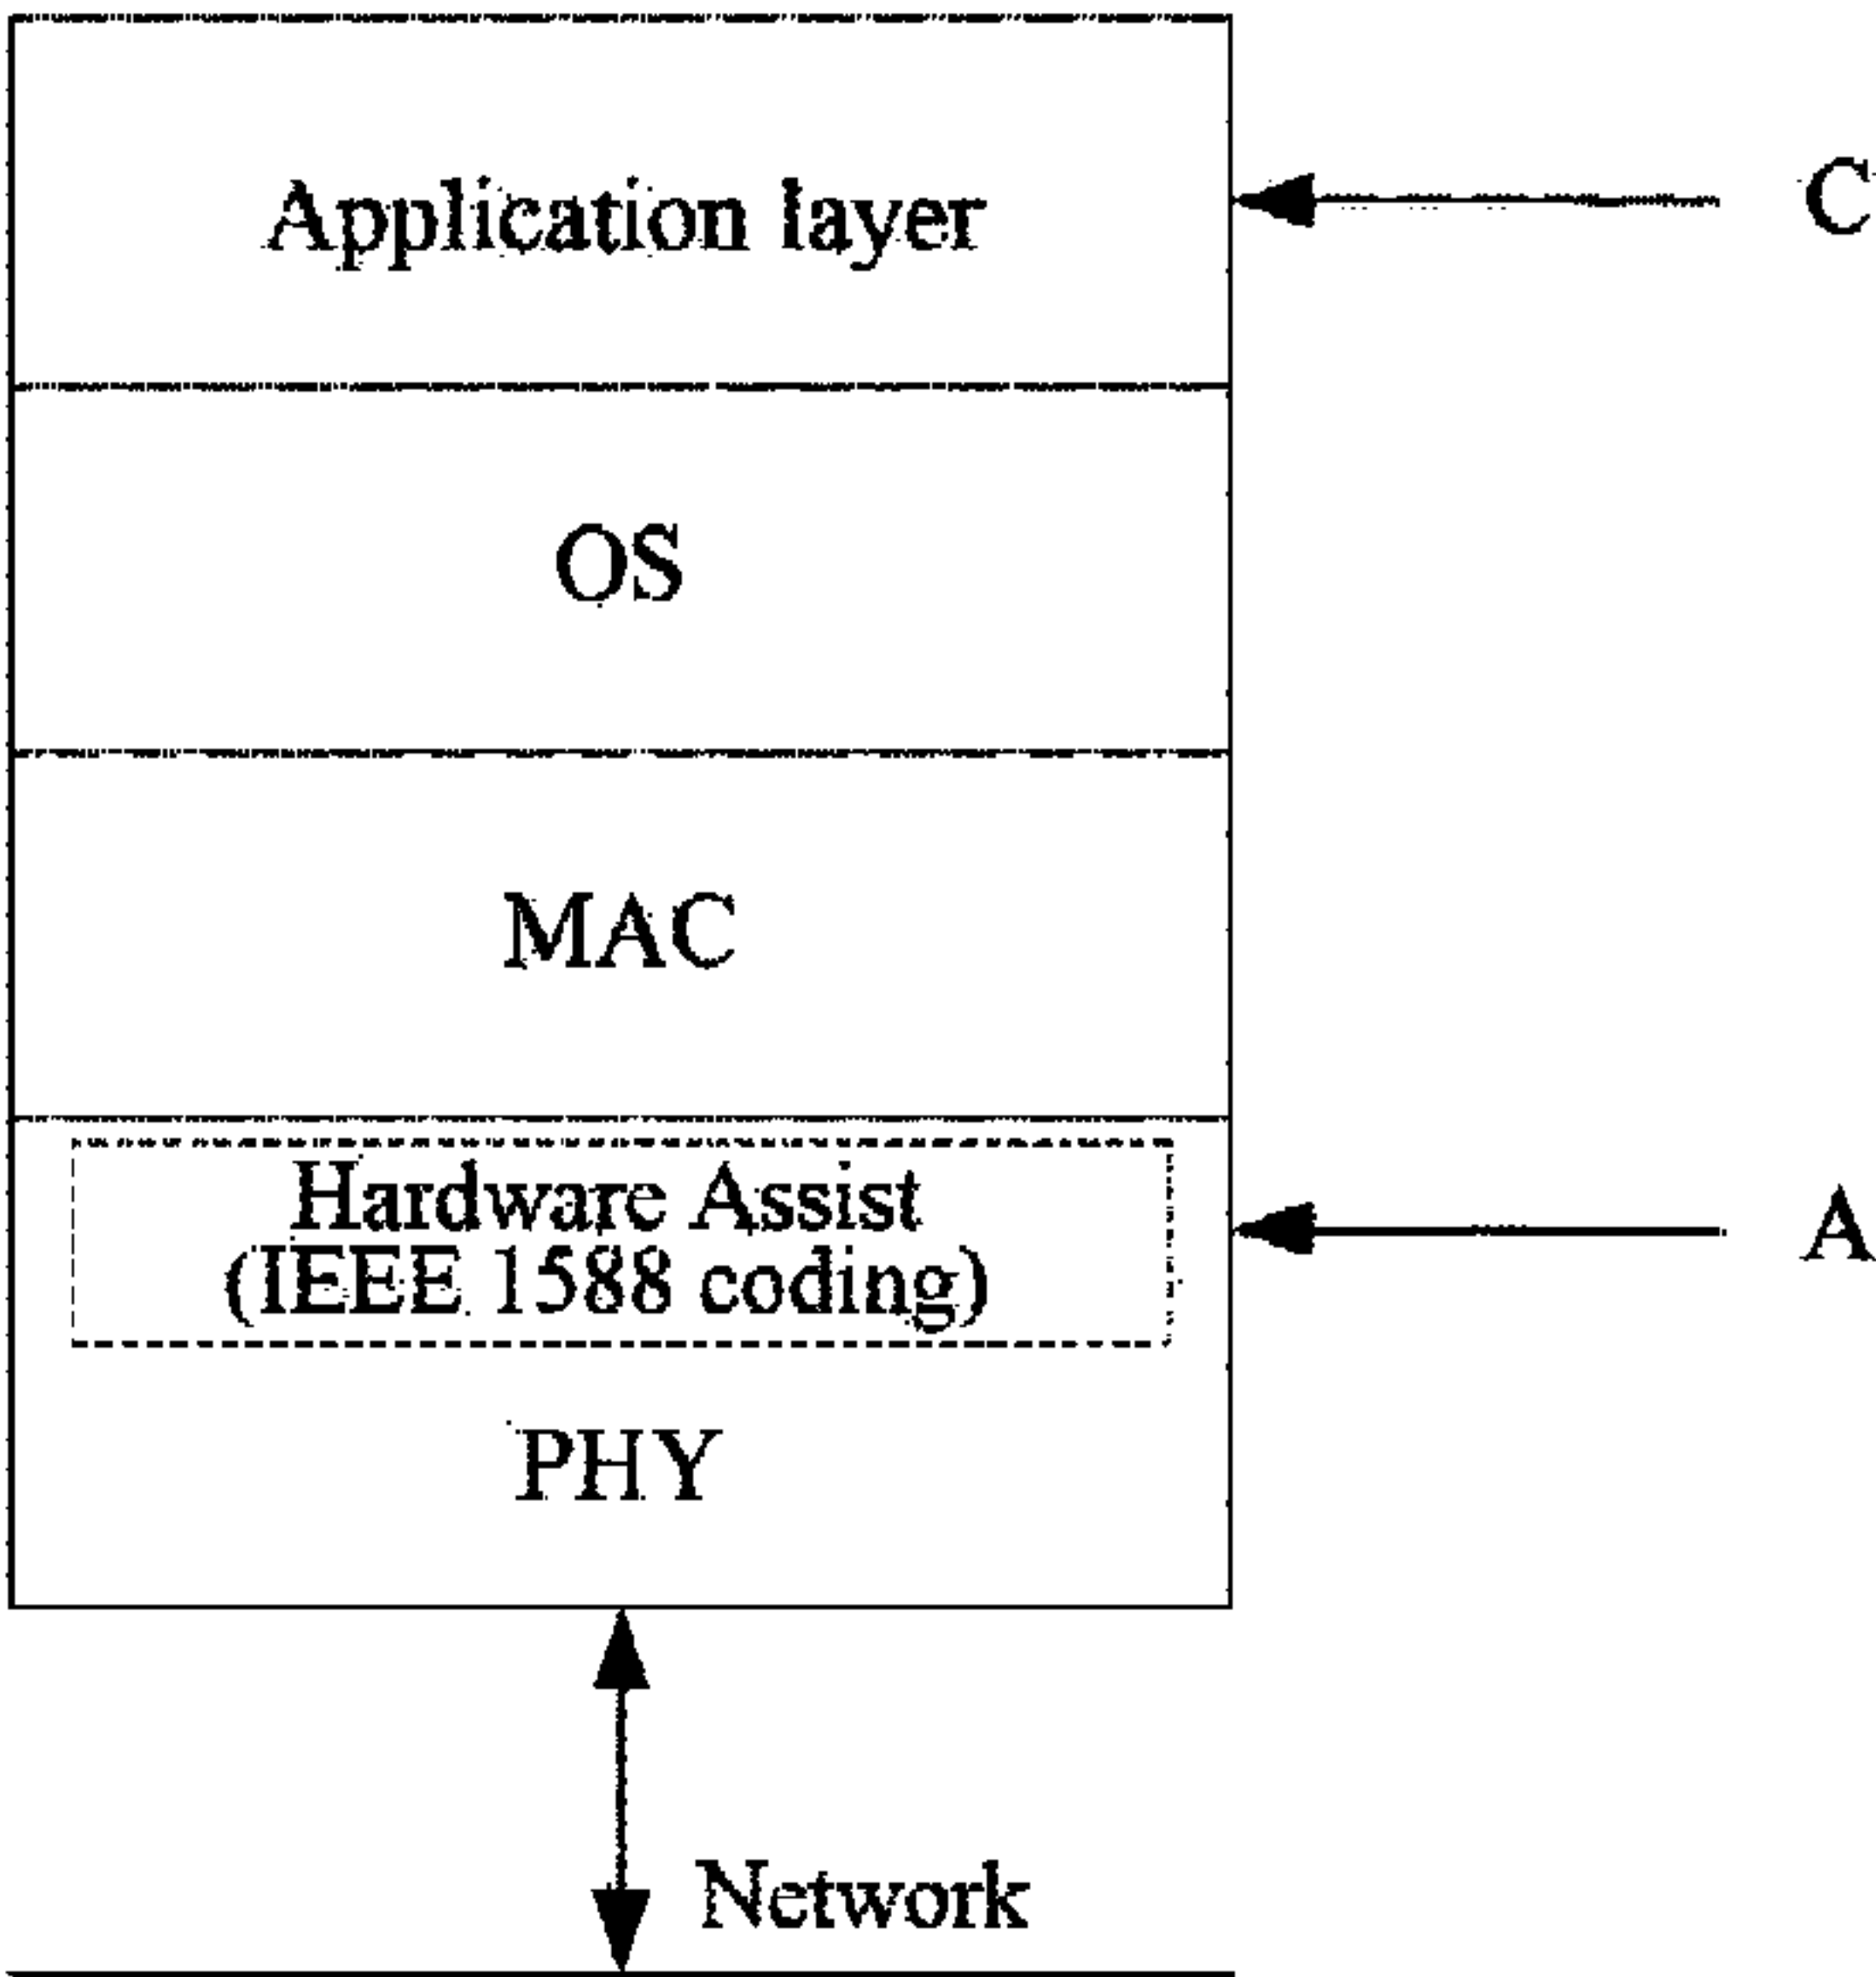 Application layer
C
OS
MAC
Hardware Assist
(IEEE 1588 coding)
A
PHY
Network